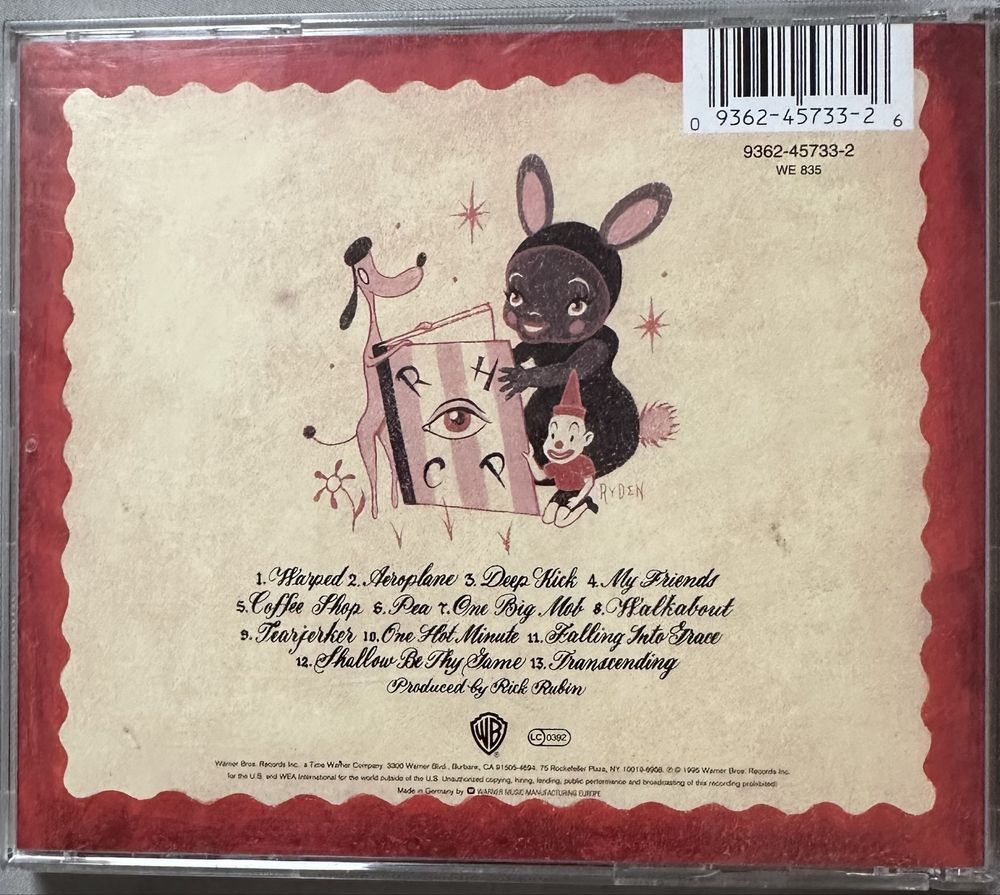 0 9362-45733-2 6
9362-45733-2
WE 835
R H
C P
RYDEN
1. Warped 2. Aeroplane 3. Deep Kick 4. My Friends
5. Coffee Shop 6. Pea 7. One Big Mob 8. Walkabout
9. Tearjerker 10. One Hot Minute 11. Falling Into Grace
12. Shallow Be Thy Game 13. Transcending
Produced by Rick Rubin
WB
LC 0392
Warner Bros. Records Inc. a Time Warner Company. 3300 Warner Blvd., Burbank, CA 91505-4694. 75 Rockefeller Plaza, NY 10019-6908. ℗ © 1995 Warner Bros. Records Inc.
for the U.S. and WEA International for the world outside of the U.S. Unauthorized copying, hiring, lending, public performance and broadcasting of this recording prohibited.
Made in Germany by WARNER MUSIC MANUFACTURING EUROPE